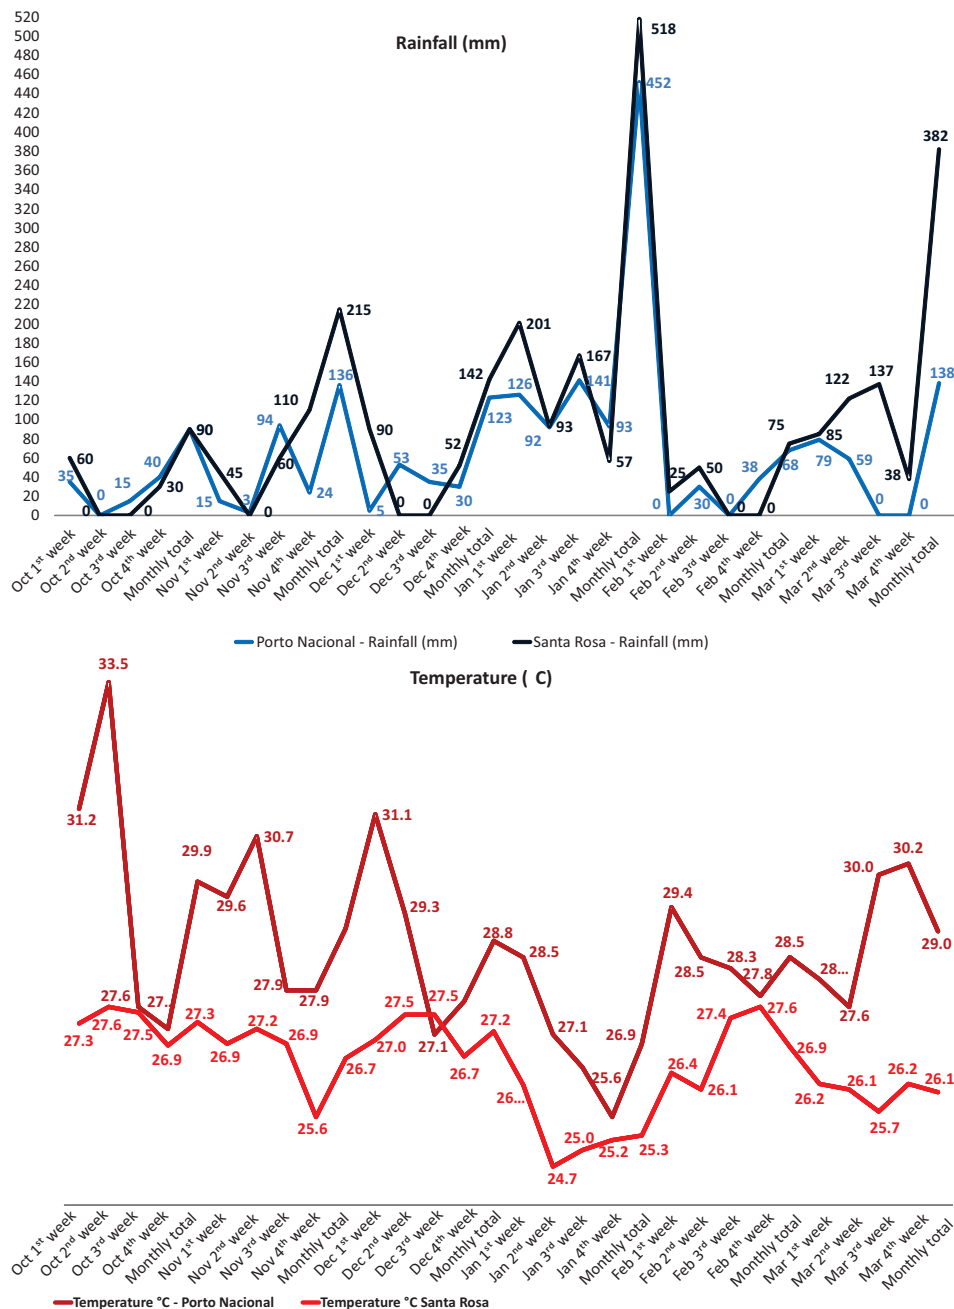 Rainfall (mm)
520
500
480
460
440
420
400
380
360
340
320
300
280
260
240
220
200
180
160
140
120
100
80
60
40
20
0
35 60 0 0 15 0 40 30 90 15 45 3 0 94 60 110 24 215 136 90 5 53 0 35 0 52 30 142 123 126 201 92 93 167 141 93 57 518 452 0 25 50 30 0 0 38 0 75 68 85 79 122 59 137 0 38 0 382 138
Oct 1st week
Oct 2nd week
Oct 3rd week
Oct 4th week
Monthly total
Nov 1st week
Nov 2nd week
Nov 3rd week
Nov 4th week
Monthly total
Dec 1st week
Dec 2nd week
Dec 3rd week
Dec 4th week
Monthly total
Jan 1st week
Jan 2nd week
Jan 3rd week
Jan 4th week
Monthly total
Feb 1st week
Feb 2nd week
Feb 3rd week
Feb 4th week
Monthly total
Mar 1st week
Mar 2nd week
Mar 3rd week
Mar 4th week
Monthly total
Porto Nacional - Rainfall (mm) Santa Rosa - Rainfall (mm)
Temperature ( C)
31.2 33.5 27... 29.9 29.6 30.7 27.9 27.9 31.1 29.3 27.1 28.8 28.5 27.1 25.6 26.9 29.4 28.5 28.3 27.8 28.5 28... 27.6 30.0 30.2 29.0
27.3 27.6 27.6 27.5 26.9 27.3 26.9 27.2 26.9 25.6 26.7 27.0 27.5 27.5 26.7 27.2 26... 24.7 25.0 25.2 25.3 26.4 26.1 27.4 27.6 26.9 26.2 26.1 25.7 26.2 26.1
Oct 1st week
Oct 2nd week
Oct 3rd week
Oct 4th week
Monthly total
Nov 1st week
Nov 2nd week
Nov 3rd week
Nov 4th week
Monthly total
Dec 1st week
Dec 2nd week
Dec 3rd week
Dec 4th week
Monthly total
Jan 1st week
Jan 2nd week
Jan 3rd week
Jan 4th week
Monthly total
Feb 1st week
Feb 2nd week
Feb 3rd week
Feb 4th week
Monthly total
Mar 1st week
Mar 2nd week
Mar 3rd week
Mar 4th week
Monthly total
Temperature °C - Porto Nacional Temperature °C Santa Rosa